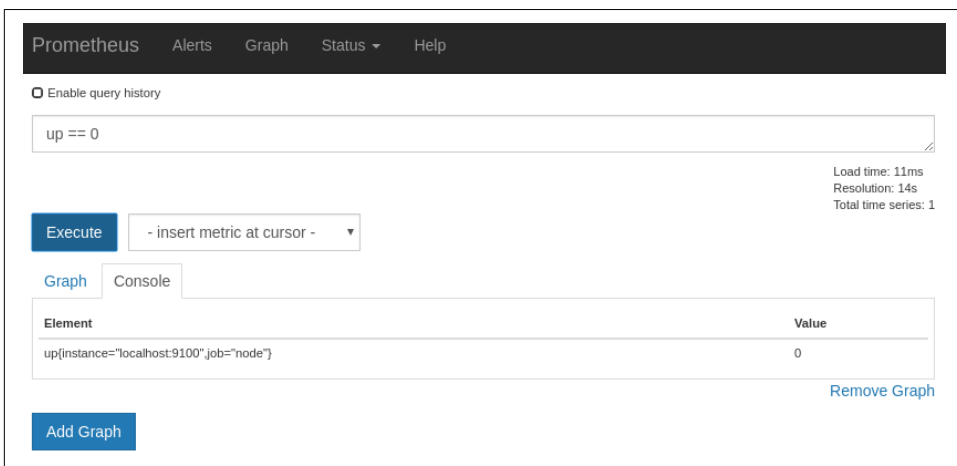 Prometheus Alerts Graph Status Help
Enable query history
up == 0
Load time: 11ms
Resolution: 14s
Total time series: 1
Execute - insert metric at cursor -
Graph Console
Element Value
up{instance="localhost:9100",job="node"} 0
Remove Graph
Add Graph